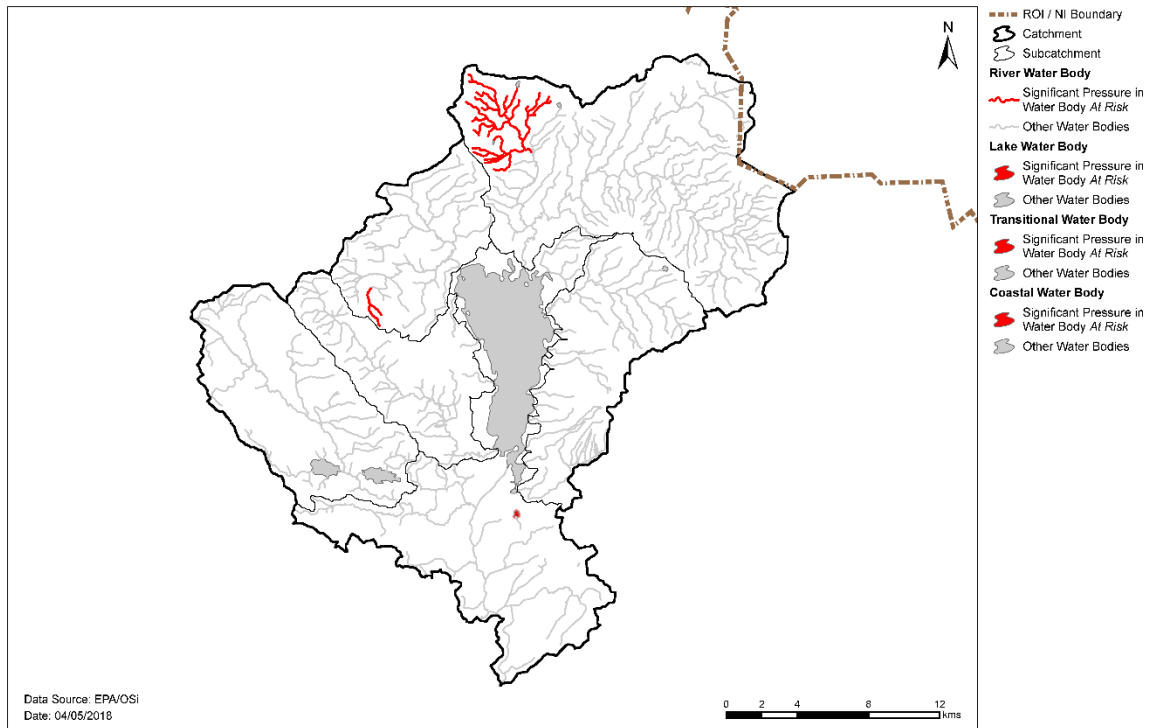 N
Data Source: EPA/OSi
Date: 04/05/2018
0 2 4 8 12
kms
ROI / NI Boundary
Catchment
Subcatchment
River Water Body
Significant Pressure in
Water Body At Risk
Other Water Bodies
Lake Water Body
Significant Pressure in
Water Body At Risk
Other Water Bodies
Transitional Water Body
Significant Pressure in
Water Body At Risk
Other Water Bodies
Coastal Water Body
Significant Pressure in
Water Body At Risk
Other Water Bodies